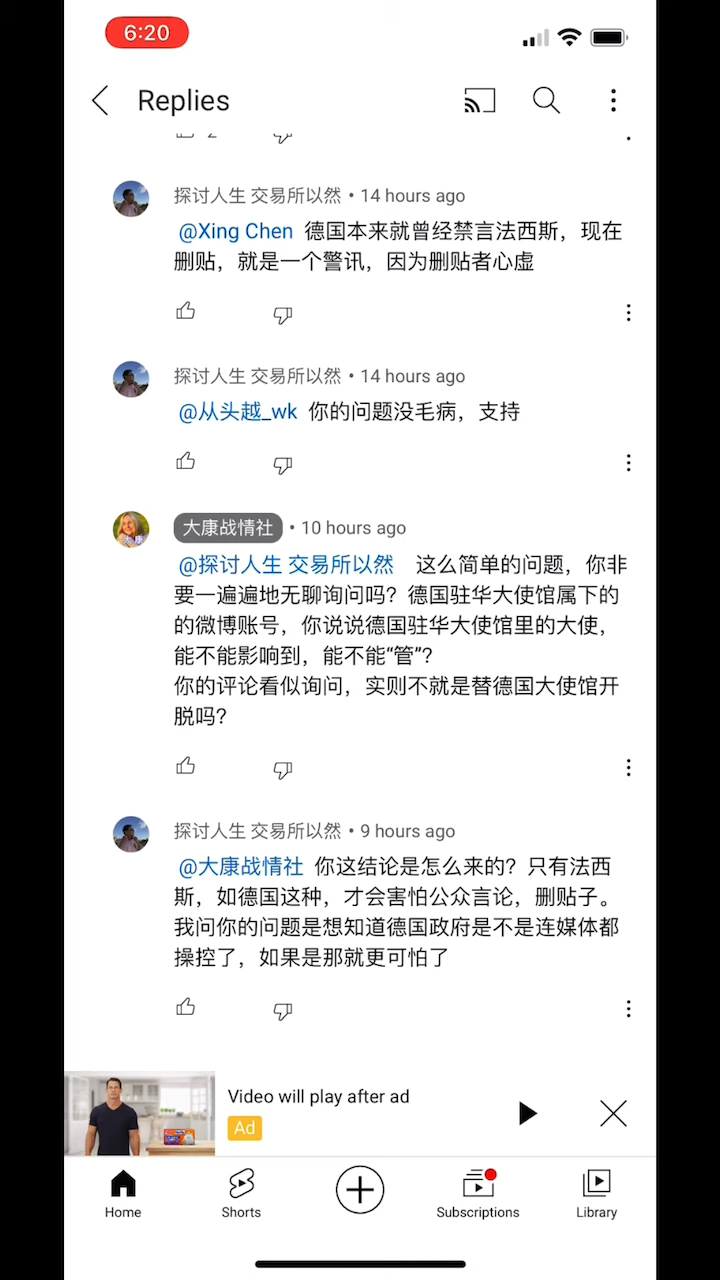 6:20
Replies
2
探讨人生 交易所以然 • 14 hours ago
@Xing Chen 德国本来就曾经禁言法西斯，现在
删贴，就是一个警讯，因为删贴者心虚
探讨人生 交易所以然 • 14 hours ago
@从头越_wk 你的问题没毛病，支持
大康战情社 • 10 hours ago
@探讨人生 交易所以然 这么简单的问题，你非
要一遍遍地无聊询问吗？德国驻华大使馆属下的
的微博账号，你说说德国驻华大使馆里的大使，
能不能影响到，能不能“管”？
你的评论看似询问，实则不就是替德国大使馆开
脱吗？
探讨人生 交易所以然 • 9 hours ago
@大康战情社 你这结论是怎么来的？只有法西
斯，如德国这种，才会害怕公众言论，删贴子。
我问你的问题是想知道德国政府是不是连媒体都
操控了，如果是那就更可怕了
Video will play after ad
Ad
Home Shorts Subscriptions Library